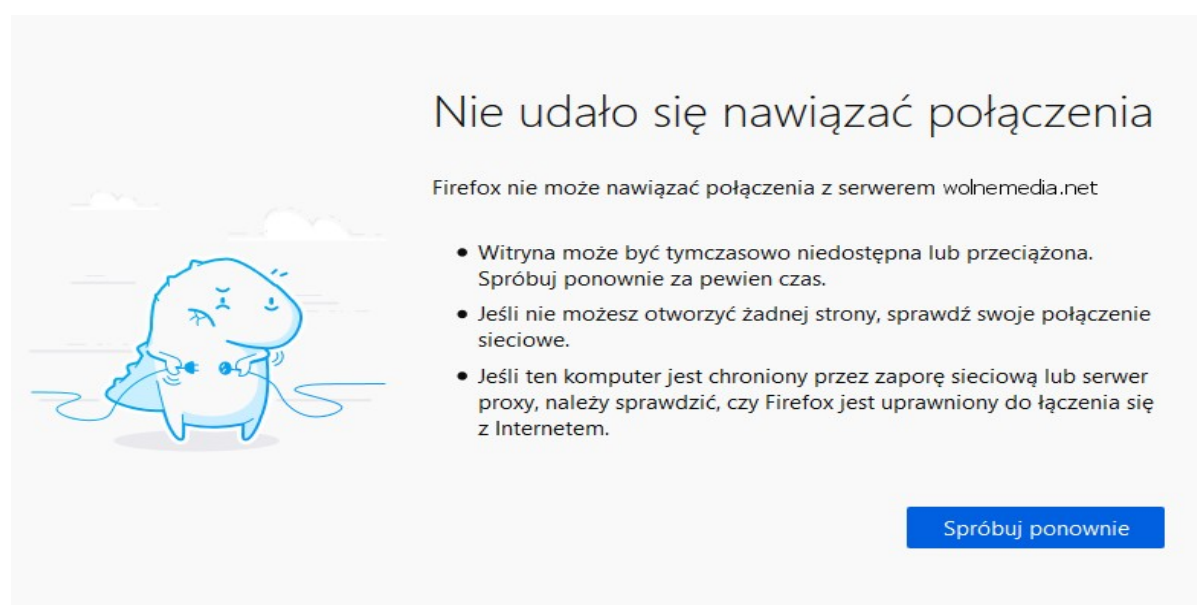 Nie udało się nawiązać połączenia
Firefox nie może nawiązać połączenia z serwerem wolnemedia.net
• Witryna może być tymczasowo niedostępna lub przeciążona.
Spróbuj ponownie za pewien czas.
• Jeśli nie możesz otworzyć żadnej strony, sprawdź swoje połączenie
sieciowe.
• Jeśli ten komputer jest chroniony przez zaporę sieciową lub serwer
proxy, należy sprawdzić, czy Firefox jest uprawniony do łączenia się
z Internetem.
Spróbuj ponownie